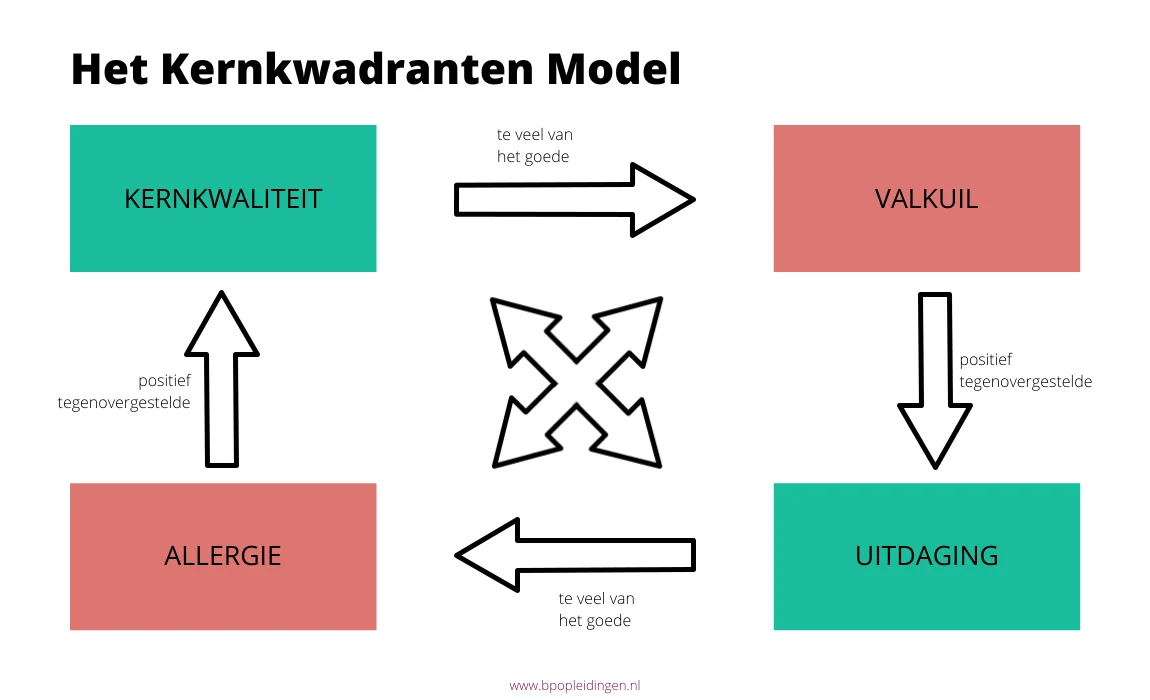 Het Kernkwadranten Model
te veel van
het goede
KERNKWALITEIT
VALKUIL
positief
tegenovergestelde
positief
tegenovergestelde
ALLERGIE
UITDAGING
te veel van
het goede
www.bpopleidingen.nl